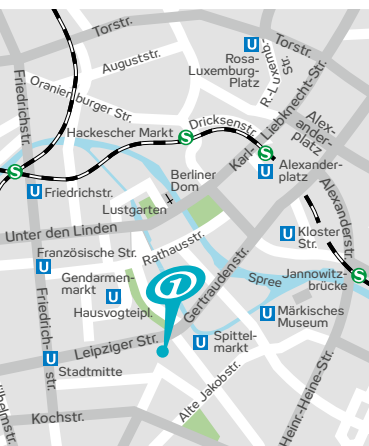 Torstr.
Torstr.
Auguststr.
Rosa-
Luxemburg-
Platz
R.-Luxemb.-
Str.
Oranienburger Str.
Friedrichstr.
Hackescher Markt
S
Dircksenstr.
Karl-Liebknecht-Str.
Alex-
ander-
platz
S
Alexander-
platz
S
U
Friedrichstr.
Berliner
Dom
Lustgarten
Alexanderstr.
Unter den Linden
Rathausstr.
U
Kloster
Str.
Französische Str.
U
Gendarmen-
markt
U
Hausvogteipl.
i
Gertraudenstr.
Spree
Jannowitz-
brücke
S
U
Märkisches
Museum
Friedrich-
str.
Leipziger Str.
U
Spittel-
markt
U
Stadtmitte
Alte Jakobstr.
Heinr.-Heine-Str.
Kochstr.